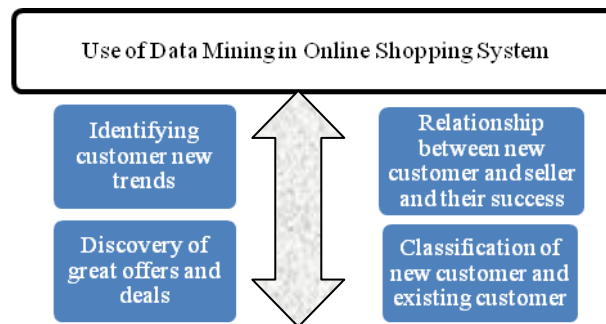 Use of Data Mining in Online Shopping System
Identifying
customer new
trends
Relationship
between new
customer and seller
and their success
Discovery of
great offers and
deals
Classification of
new customer and
existing customer